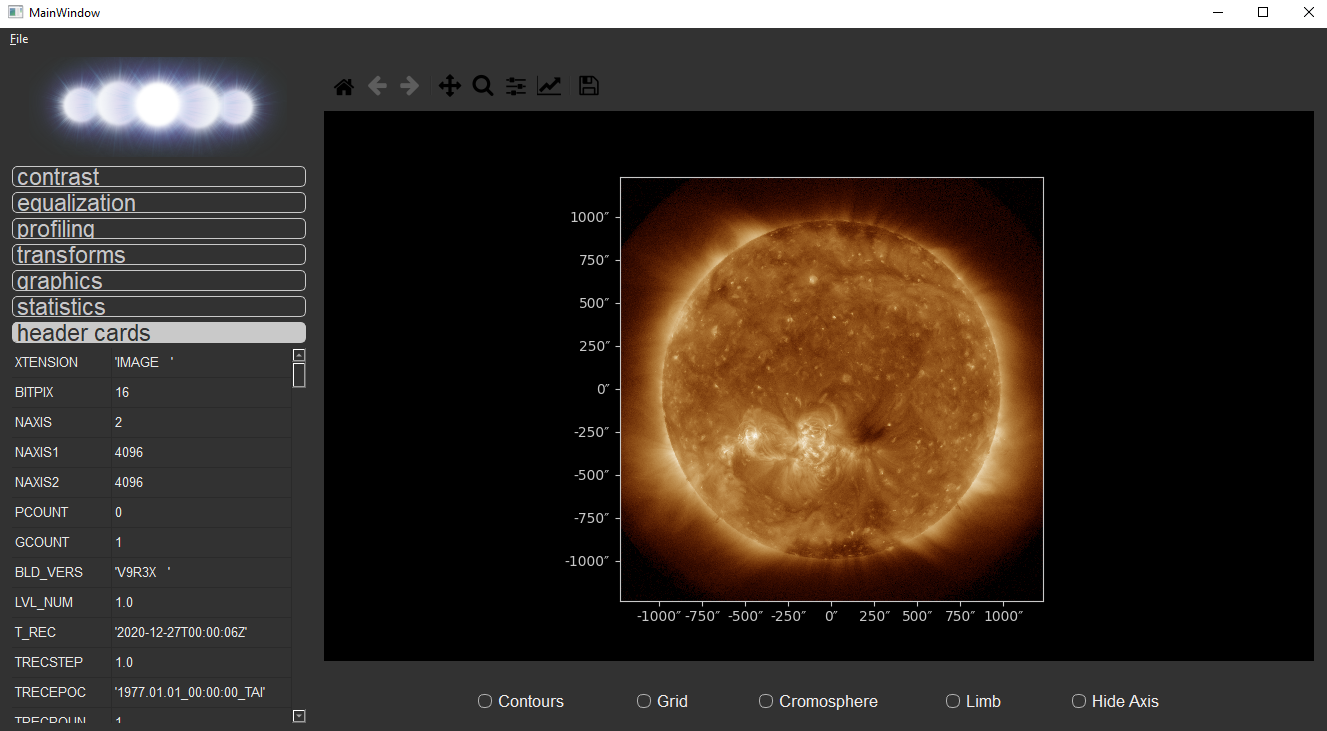 MainWindow
File
contrast
equalization
profiling
transforms
graphics
statistics
header cards
XTENSION 'IMAGE   '
BITPIX 16
NAXIS 2
NAXIS1 4096
NAXIS2 4096
PCOUNT 0
GCOUNT 1
BLD_VERS 'V9R3X   '
LVL_NUM 1.0
T_REC '2020-12-27T00:00:06Z'
TRECSTEP 1.0
TRECEPOC '1977.01.01_00:00:00_TAI'
TRECROUN 1
1000″
750″
500″
250″
0″
-250″
-500″
-750″
-1000″
-1000″ -750″ -500″ -250″ 0″ 250″ 500″ 750″ 1000″
Contours Grid Cromosphere Limb Hide Axis